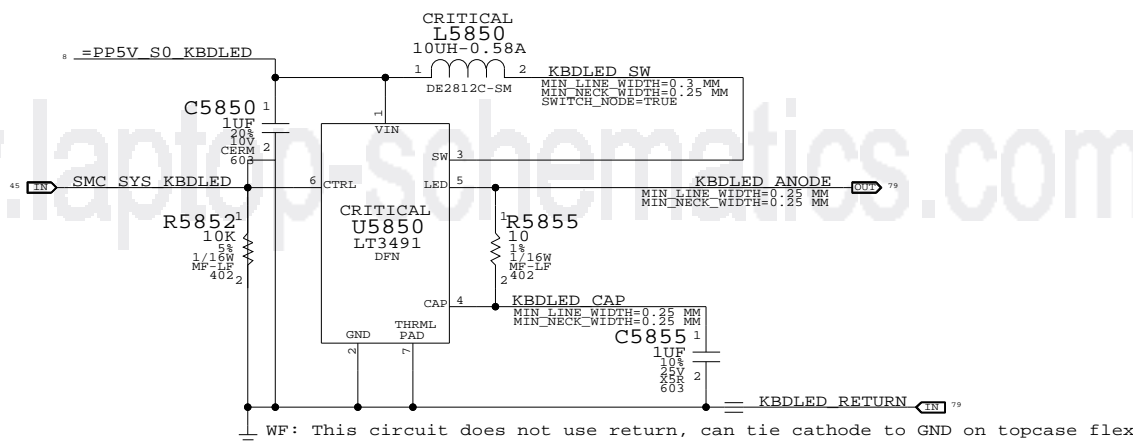 CRITICAL
L5850
10UH-0.58A
8 =PP5V_S0_KBDLED
1 2
DE2812C-SM
KBDLED_SW
MIN_LINE_WIDTH=0.3 MM
MIN_NECK_WIDTH=0.25 MM
SWITCH_NODE=TRUE
C5850 1
1UF
20%
10V 2
CERM
603
1
VIN
SW 3
45 IN SMC_SYS_KBDLED
6 CTRL
LED 5
KBDLED_ANODE
OUT 79
MIN_LINE_WIDTH=0.25 MM
MIN_NECK_WIDTH=0.25 MM
R5852 1
10K
5%
1/16W
MF-LF
402 2
CRITICAL
U5850
LT3491
DFN
1 R5855
10
1%
1/16W
MF-LF
2 402
CAP 4
KBDLED_CAP
MIN_LINE_WIDTH=0.25 MM
MIN_NECK_WIDTH=0.25 MM
GND
THRML
PAD
2 7
C5855 1
1UF
10%
25V
X5R 2
603
KBDLED_RETURN
IN 79
WF: This circuit does not use return, can tie cathode to GND on topcase flex
.laptop-schematics.com